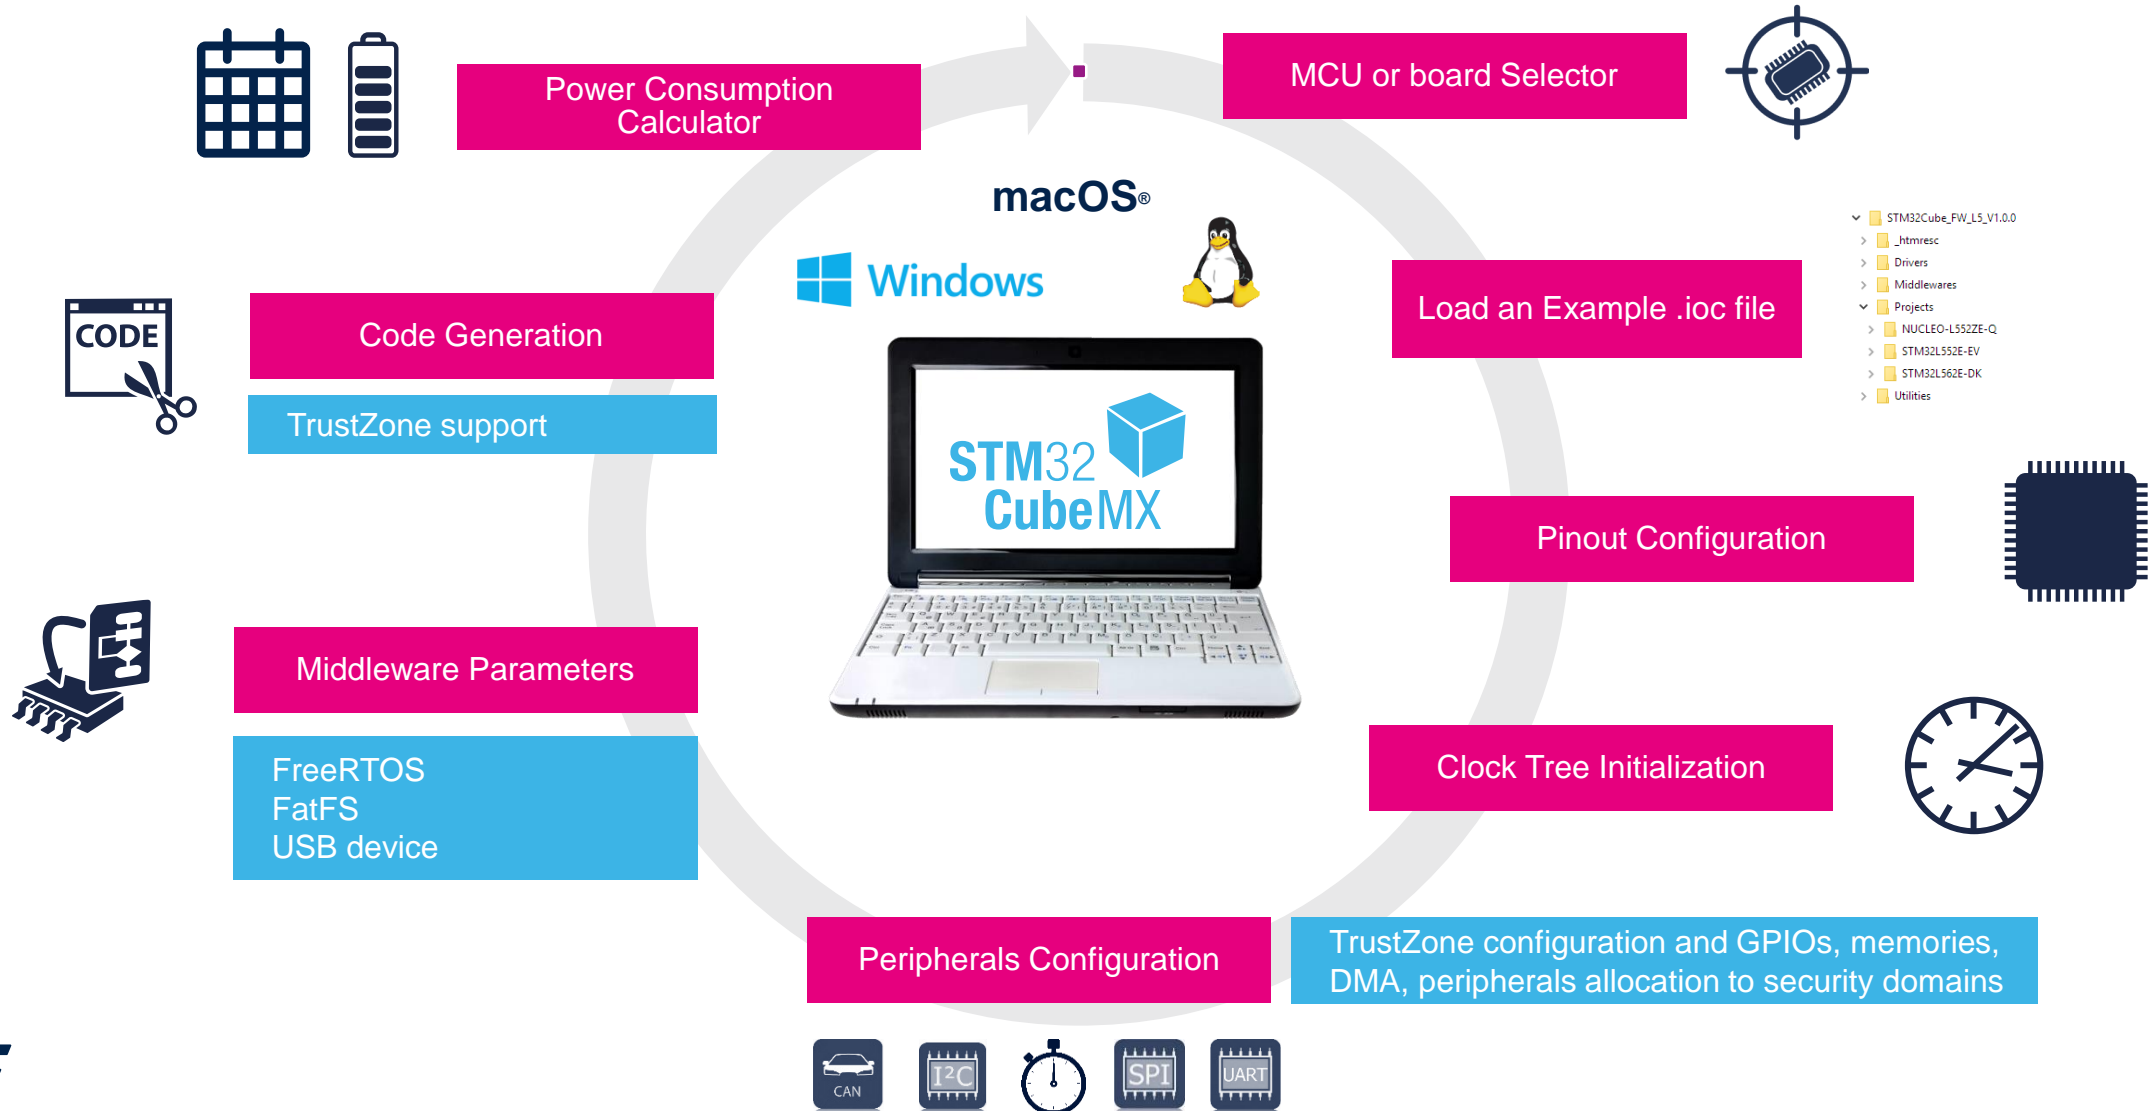 Power Consumption
Calculator
MCU or board Selector
macOS®
Windows
STM32Cube_FW_L5_V1.0.0
_htmresc
Drivers
Middlewares
Projects
NUCLEO-L552ZE-Q
STM32L552E-EV
STM32L562E-DK
Utilities
Load an Example .ioc file
CODE
Code Generation
TrustZone support
STM32
CubeMX
Pinout Configuration
Middleware Parameters
FreeRTOS
FatFS
USB device
Clock Tree Initialization
Peripherals Configuration
TrustZone configuration and GPIOs, memories,
DMA, peripherals allocation to security domains
CAN
I²C
SPI
UART